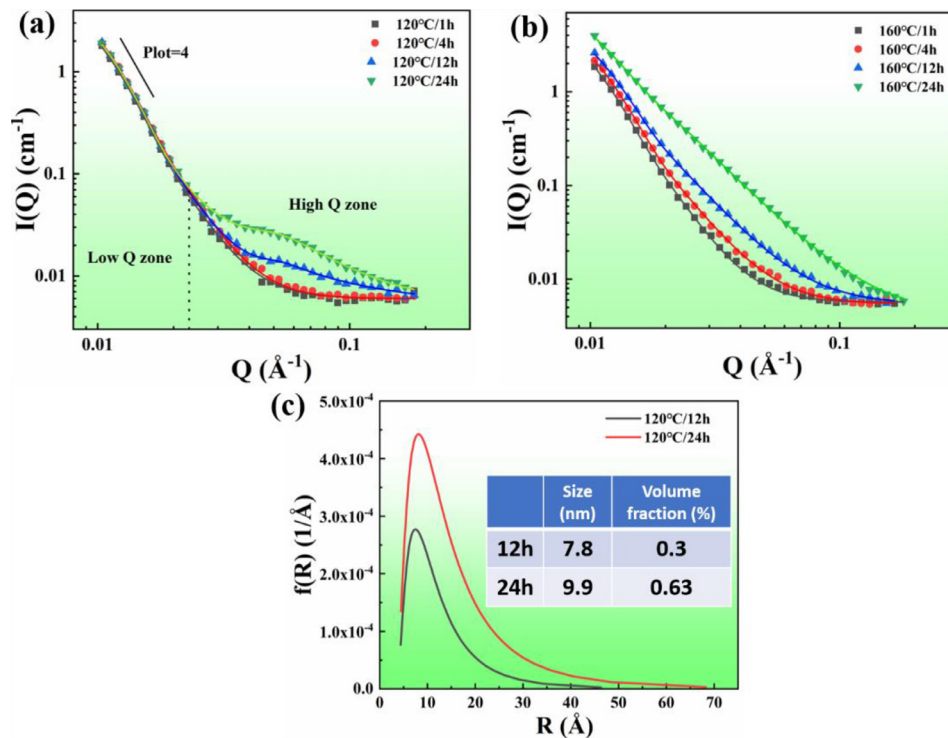 (a)
120°C/1h
120°C/4h
120°C/12h
120°C/24h
Plot=4
High Q zone
Low Q zone
I(Q) (cm⁻¹)
1
0.1
0.01
0.01
0.1
Q (Å⁻¹)
(b)
160°C/1h
160°C/4h
160°C/12h
160°C/24h
I(Q) (cm⁻¹)
1
0.1
0.01
0.01
0.1
Q (Å⁻¹)
(c)
120°C/12h
120°C/24h
f(R) (1/Å)
5.0x10⁻⁴
4.0x10⁻⁴
3.0x10⁻⁴
2.0x10⁻⁴
1.0x10⁻⁴
0.0
Size (nm) Volume fraction (%)
12h 7.8 0.3
24h 9.9 0.63
0 10 20 30 40 50 60 70
R (Å)